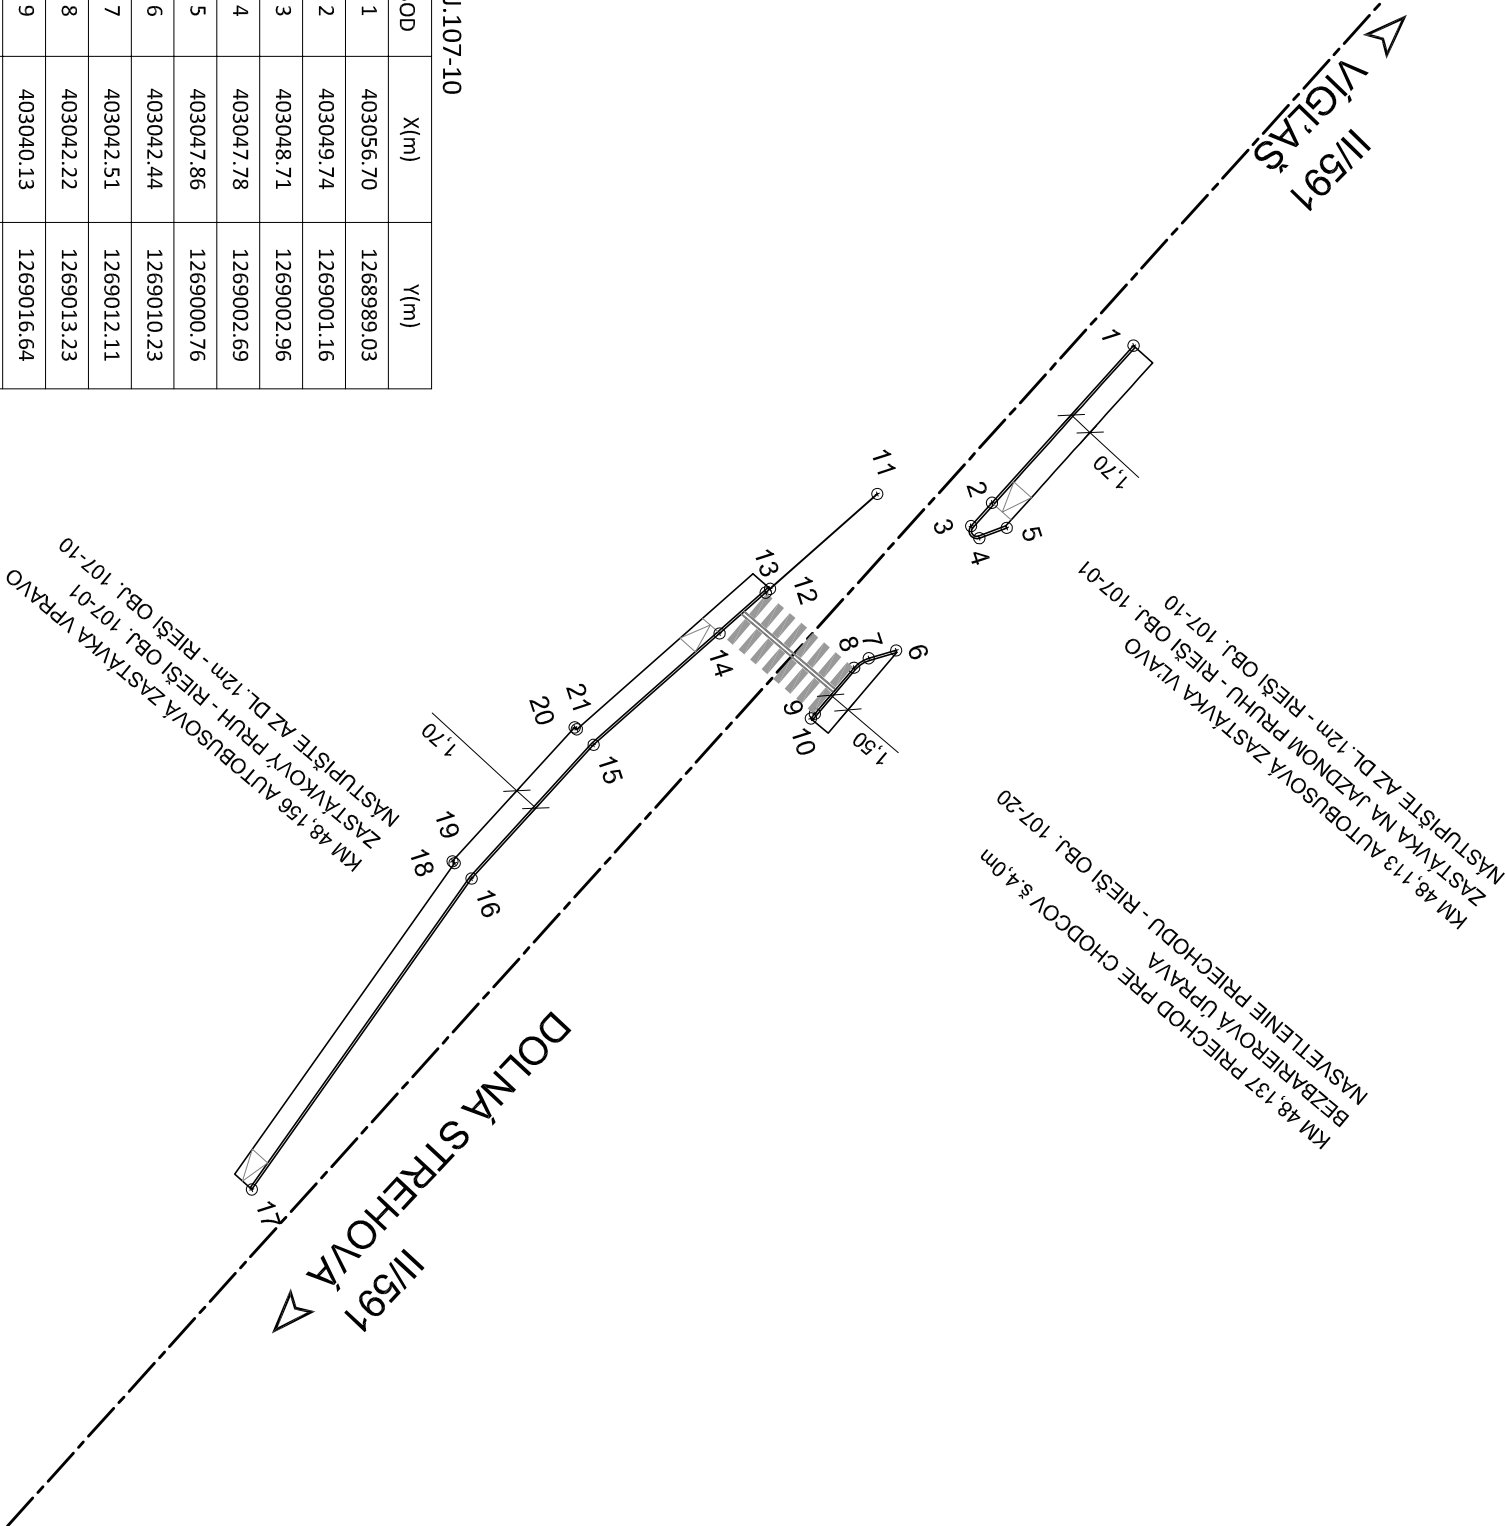 J.107-10
OD X(m) Y(m)
1 403056.70 1268989.03
2 403049.74 1269001.16
3 403048.71 1269002.96
4 403047.78 1269002.69
5 403047.86 1269000.76
6 403042.44 1269010.23
7 403042.51 1269012.11
8 403042.22 1269013.23
9 403040.13 1269016.64
VÍGĽAŠ
II/591
1
1,70
2
3
4
5
KM 48,113 AUTOBUSOVÁ ZASTÁVKA VĽAVO
ZASTÁVKA NA JAZDNOM PRUHU - RIEŠI OBJ. 107-01
NÁSTUPIŠTE AZ DL.12m - RIEŠI OBJ. 107-10
11
13
12
14
8
7
6
9
10
1,50
KM 48,137 PRIECHOD PRE CHODCOV š.4,0m
BEZBARIEROVÁ ÚPRAVA
NASVETLENIE PRIECHODU - RIEŠI OBJ. 107-20
21
20
15
1,70
19
18
16
KM 48,156 AUTOBUSOVÁ ZASTÁVKA VPRAVO
ZASTÁVKOVÝ PRUH - RIEŠI OBJ. 107-01
NÁSTUPIŠTE AZ DL.12m - RIEŠI OBJ. 107-10
17
DOLNÁ STREHOVÁ
II/591